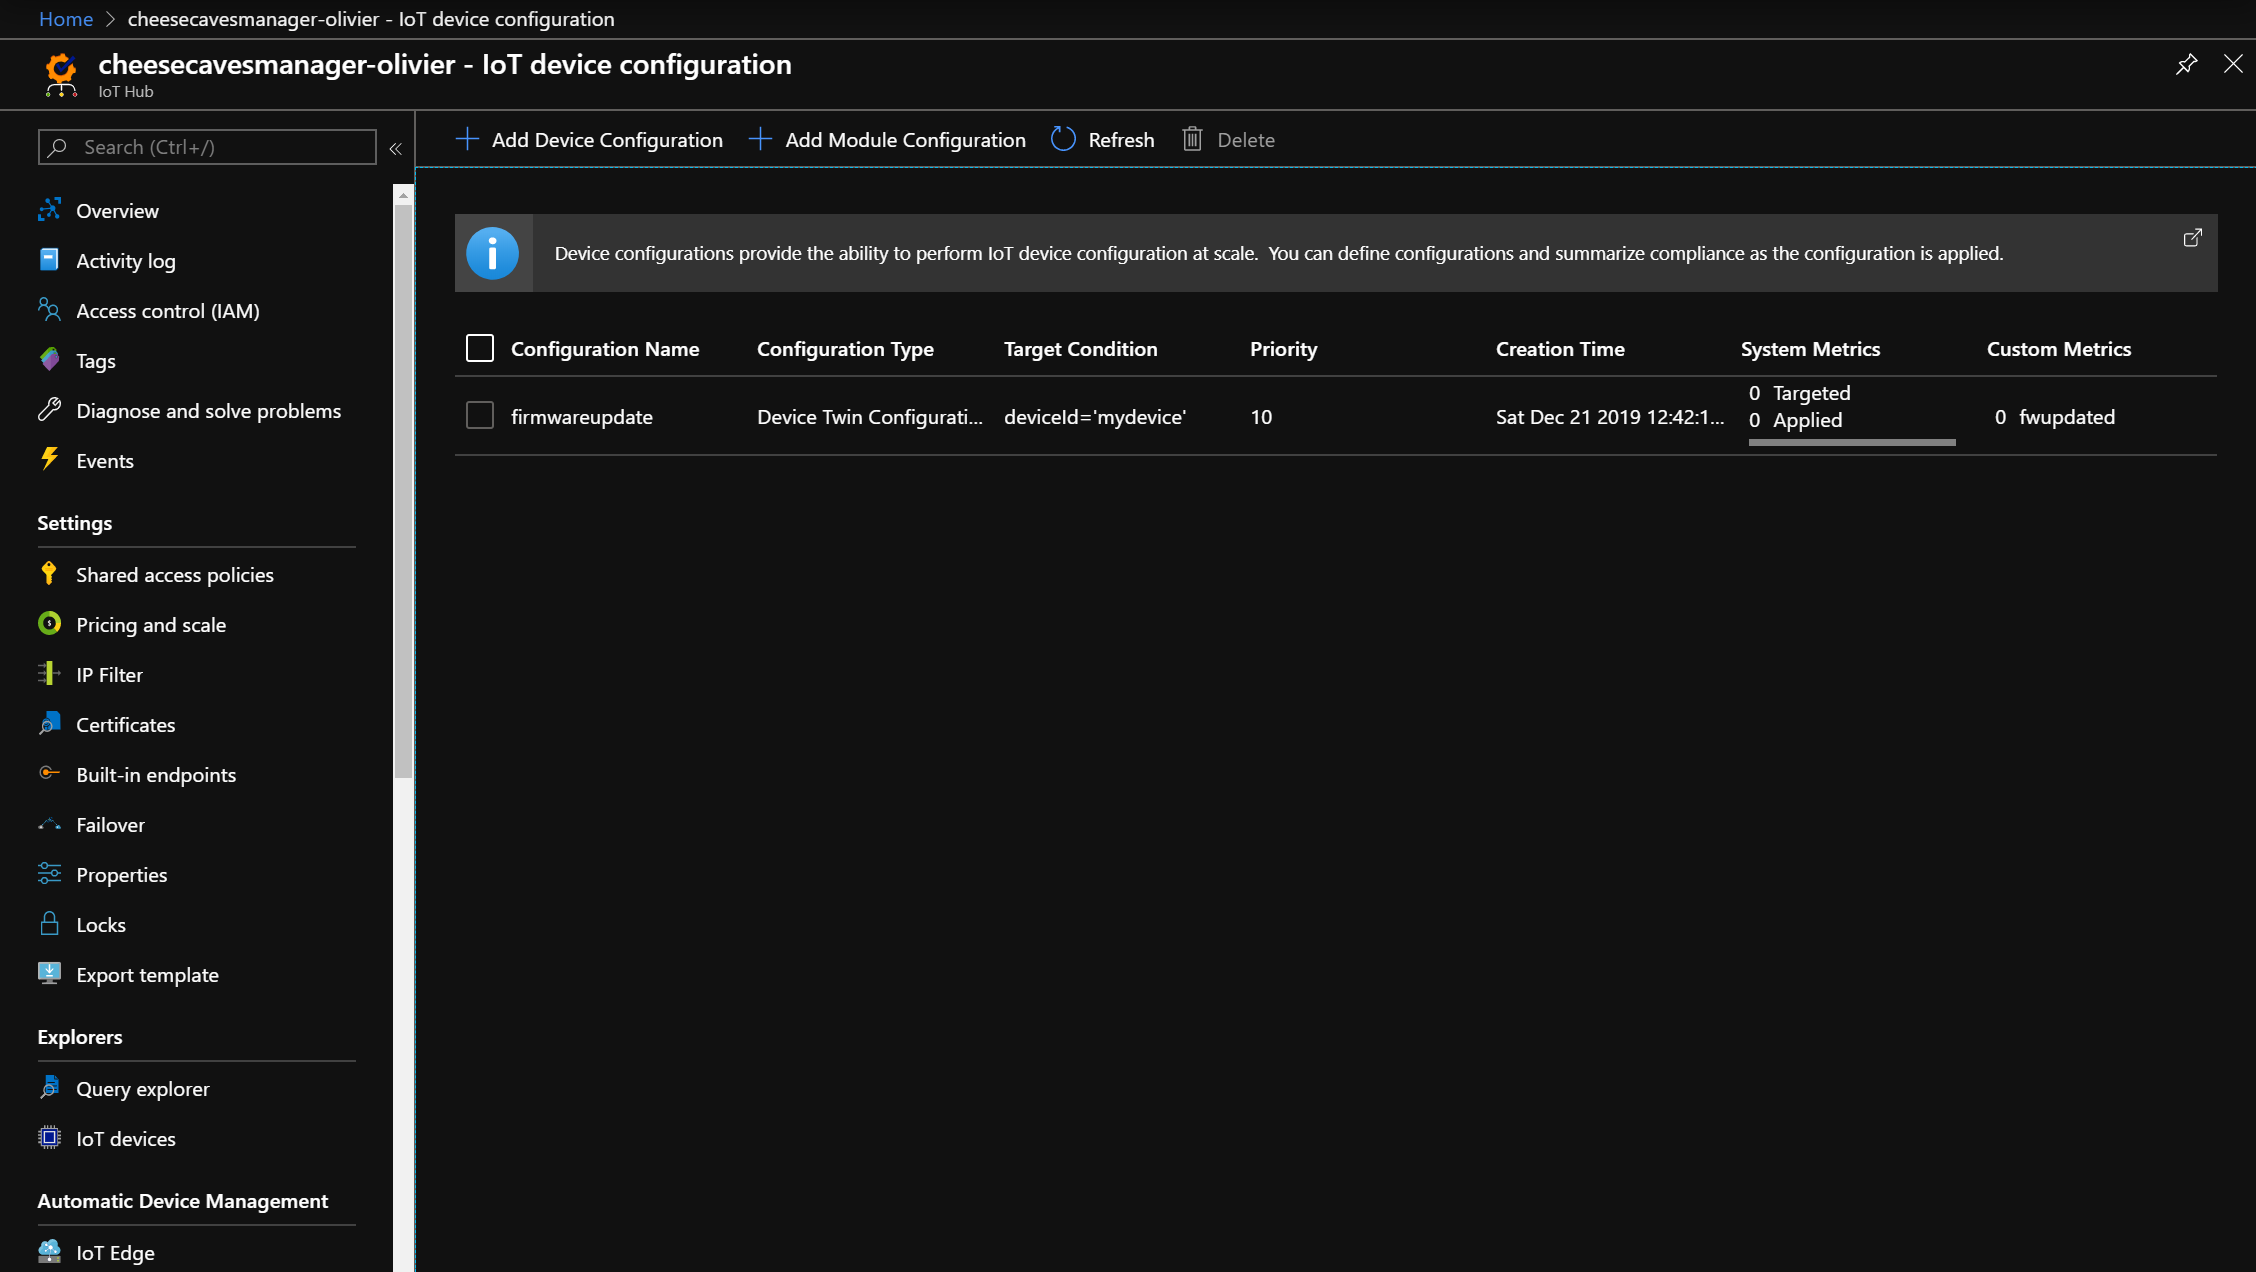 Home > cheesecavesmanager-olivier - IoT device configuration
cheesecavesmanager-olivier - IoT device configuration
IoT Hub
Search (Ctrl+/)
«
Overview
Activity log
Access control (IAM)
Tags
Diagnose and solve problems
Events
Settings
Shared access policies
Pricing and scale
IP Filter
Certificates
Built-in endpoints
Failover
Properties
Locks
Export template
Explorers
Query explorer
IoT devices
Automatic Device Management
IoT Edge
Add Device Configuration Add Module Configuration Refresh Delete
Device configurations provide the ability to perform IoT device configuration at scale. You can define configurations and summarize compliance as the configuration is applied.
Configuration Name Configuration Type Target Condition Priority Creation Time System Metrics Custom Metrics
firmwareupdate Device Twin Configurati... deviceId='mydevice' 10 Sat Dec 21 2019 12:42:1... 0 Targeted 0 fwupdated
0 Applied